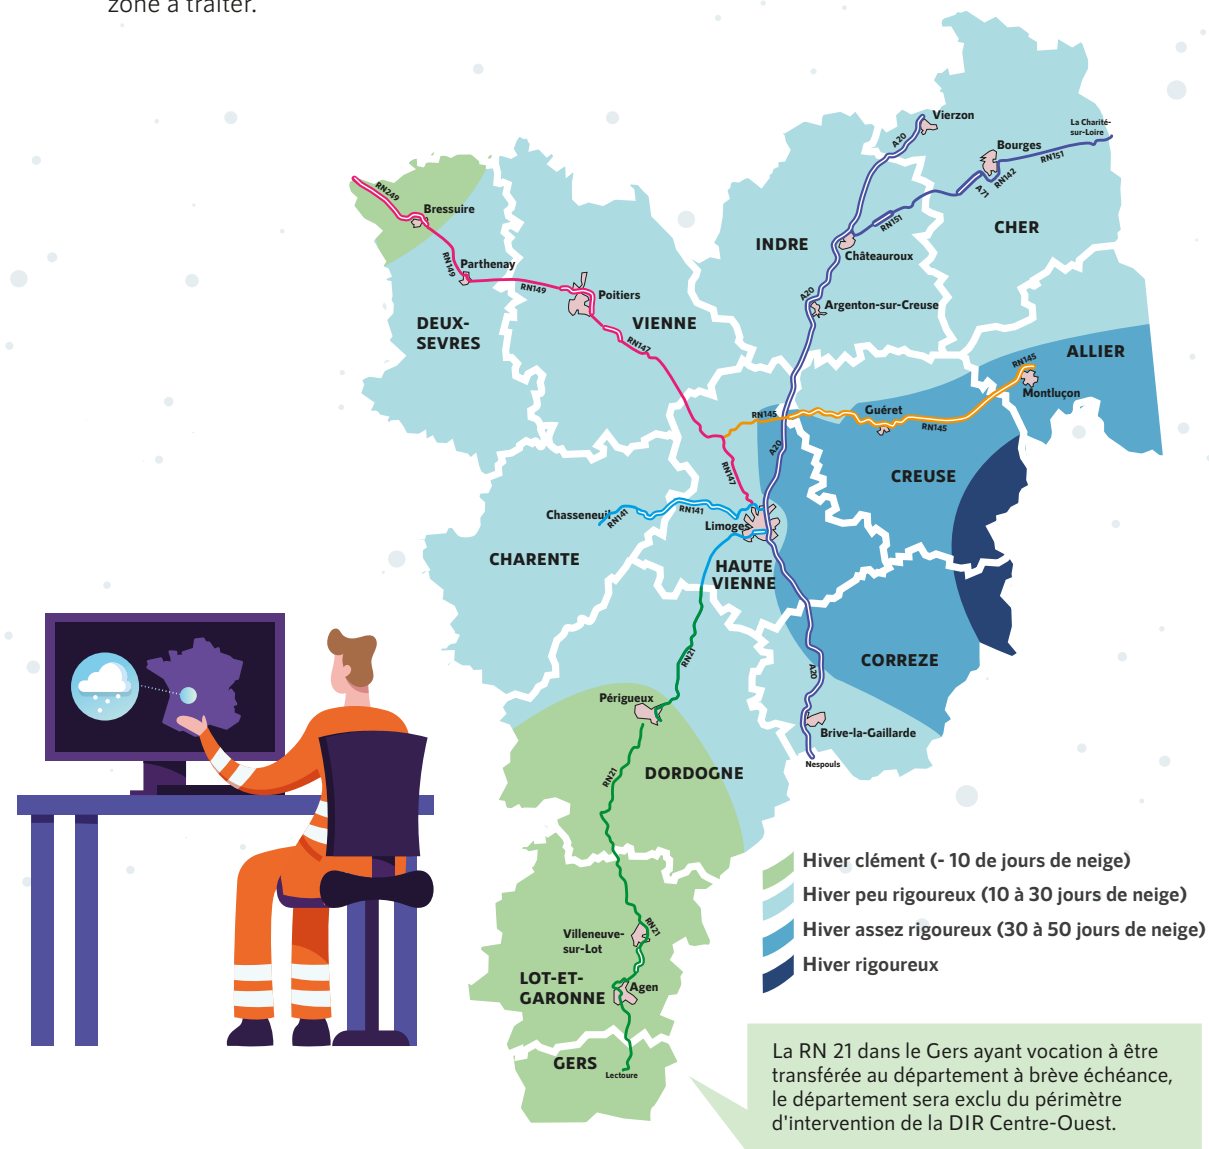 zone à traiter.
Vierzon
A20
La Charité-
sur-Loire
Bourges
RN151
RN142
A71
RN249
Bressuire
RN151
CHER
INDRE
Châteauroux
RN149
Parthenay
RN149
Poitiers
A20
Argenton-sur-Creuse
DEUX-
SEVRES
VIENNE
RN147
ALLIER
RN145
Montluçon
RN145
Guéret
RN145
A20
CREUSE
RN147
Chasseneuil
RN141
RN141
Limoges
CHARENTE
HAUTE
VIENNE
RN21
CORREZE
A20
Périgueux
Brive-la-Gaillarde
Nespouls
RN21
DORDOGNE
Hiver clément (- 10 de jours de neige)
Hiver peu rigoureux (10 à 30 jours de neige)
Hiver assez rigoureux (30 à 50 jours de neige)
Hiver rigoureux
RN21
Villeneuve-
sur-Lot
LOT-ET-
GARONNE
Agen
GERS
Lectoure
La RN 21 dans le Gers ayant vocation à être
transférée au département à brève échéance,
le département sera exclu du périmètre
d'intervention de la DIR Centre-Ouest.